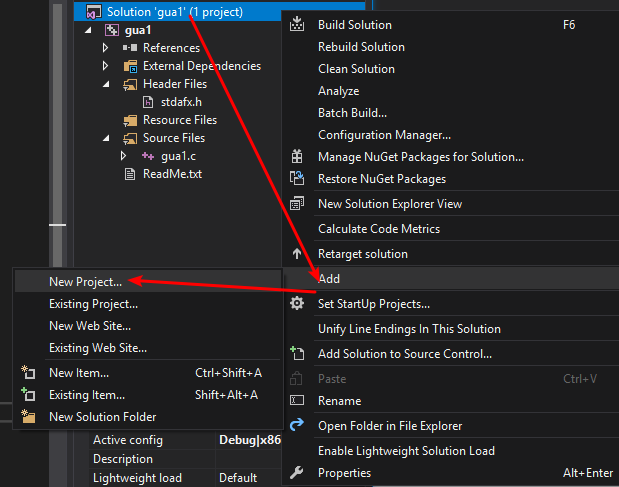 Solution 'gua1' (1 project)
gua1
References
External Dependencies
Header Files
stdafx.h
Resource Files
Source Files
gua1.c
ReadMe.txt
Build Solution F6
Rebuild Solution
Clean Solution
Analyze
Batch Build...
Configuration Manager...
Manage NuGet Packages for Solution...
Restore NuGet Packages
New Solution Explorer View
Calculate Code Metrics
Retarget solution
Add
Set StartUp Projects...
Unify Line Endings In This Solution
Add Solution to Source Control...
Paste Ctrl+V
Rename
Open Folder in File Explorer
Enable Lightweight Solution Load
Properties Alt+Enter
New Project...
Existing Project...
New Web Site...
Existing Web Site...
New Item... Ctrl+Shift+A
Existing Item... Shift+Alt+A
New Solution Folder
Active config Debug|x86
Description
Lightweight load Default